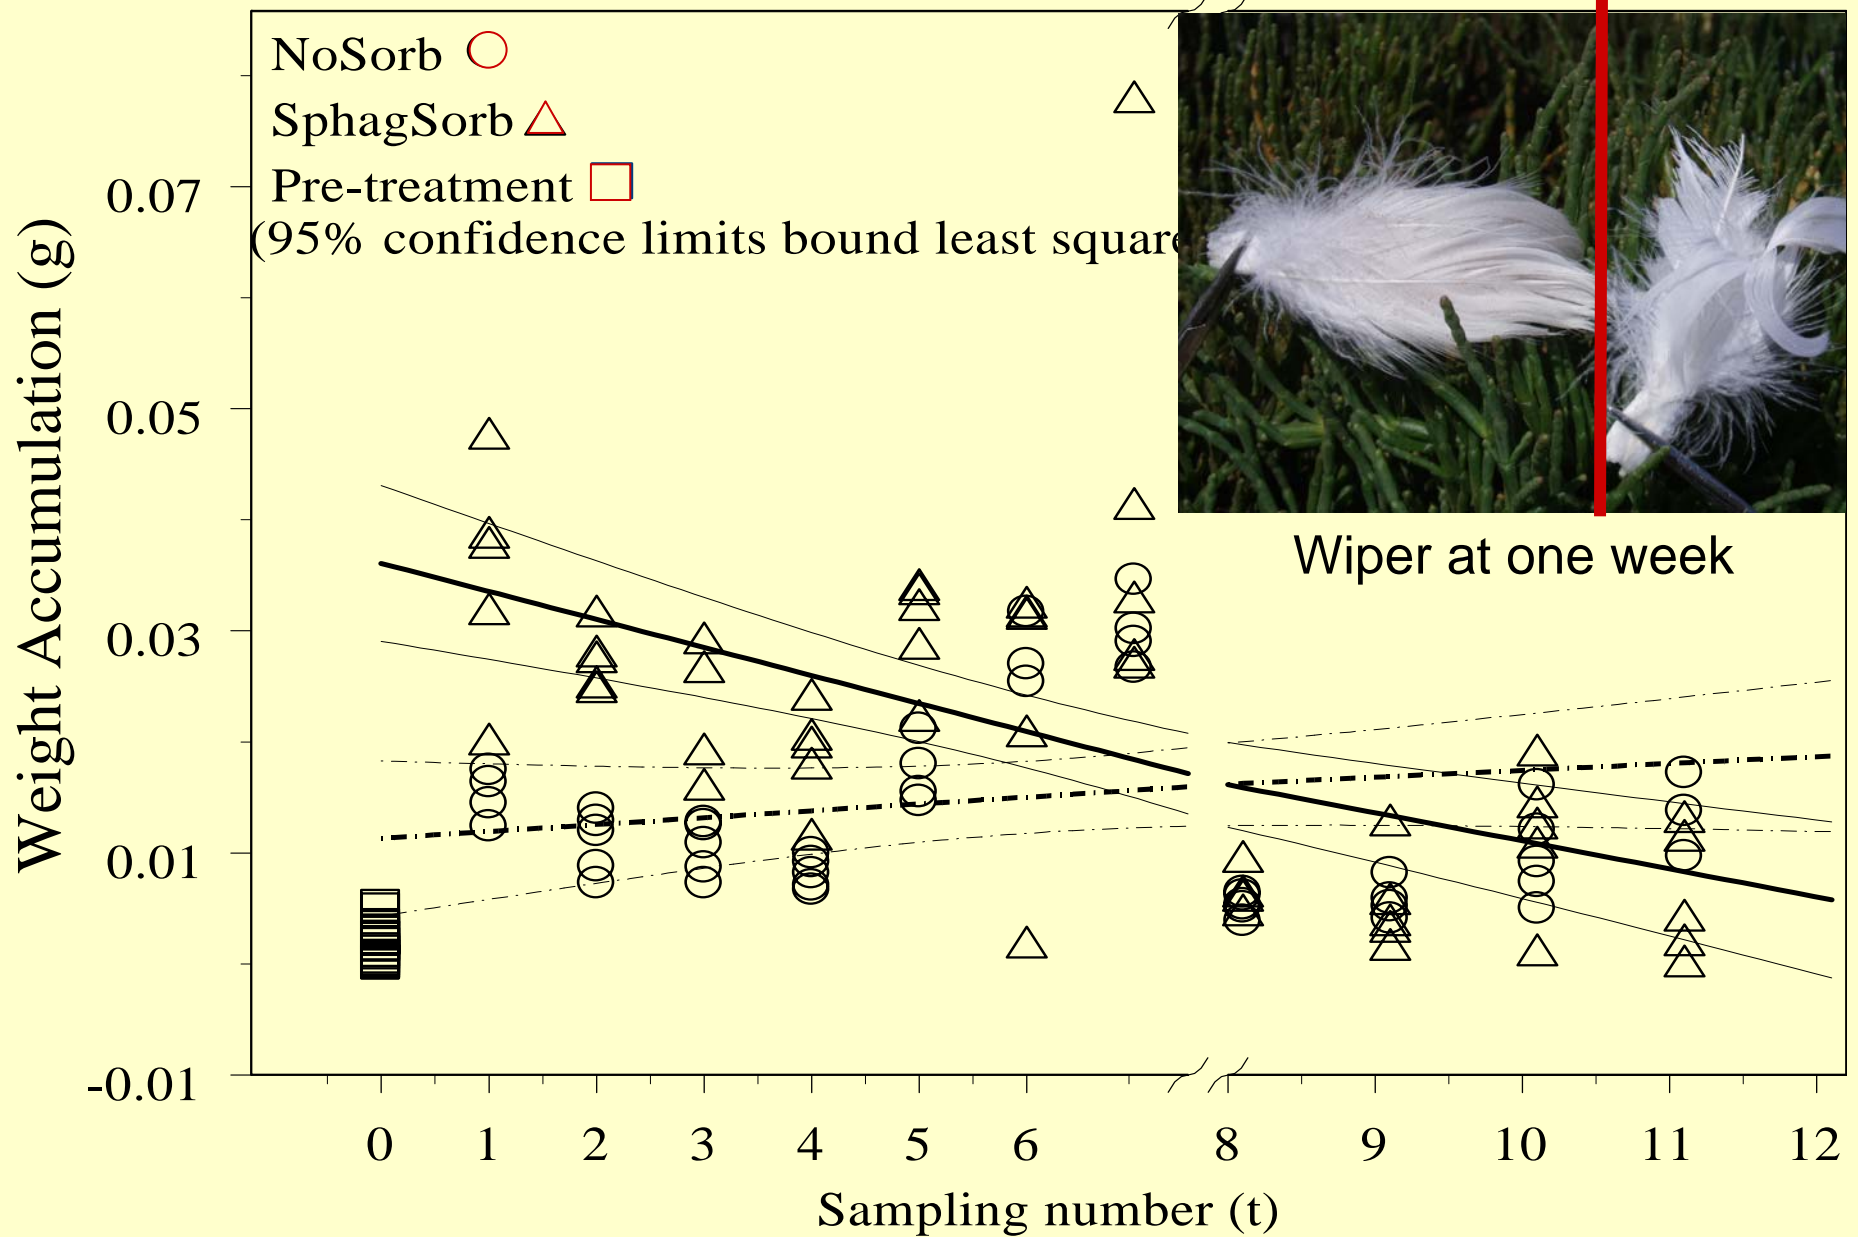 NoSorb
SphagSorb
Pre-treatment
(95% confidence limits bound least square
Wiper at one week
Weight Accumulation (g)
0.07
0.05
0.03
0.01
-0.01
0 1 2 3 4 5 6 8 9 10 11 12
Sampling number (t)